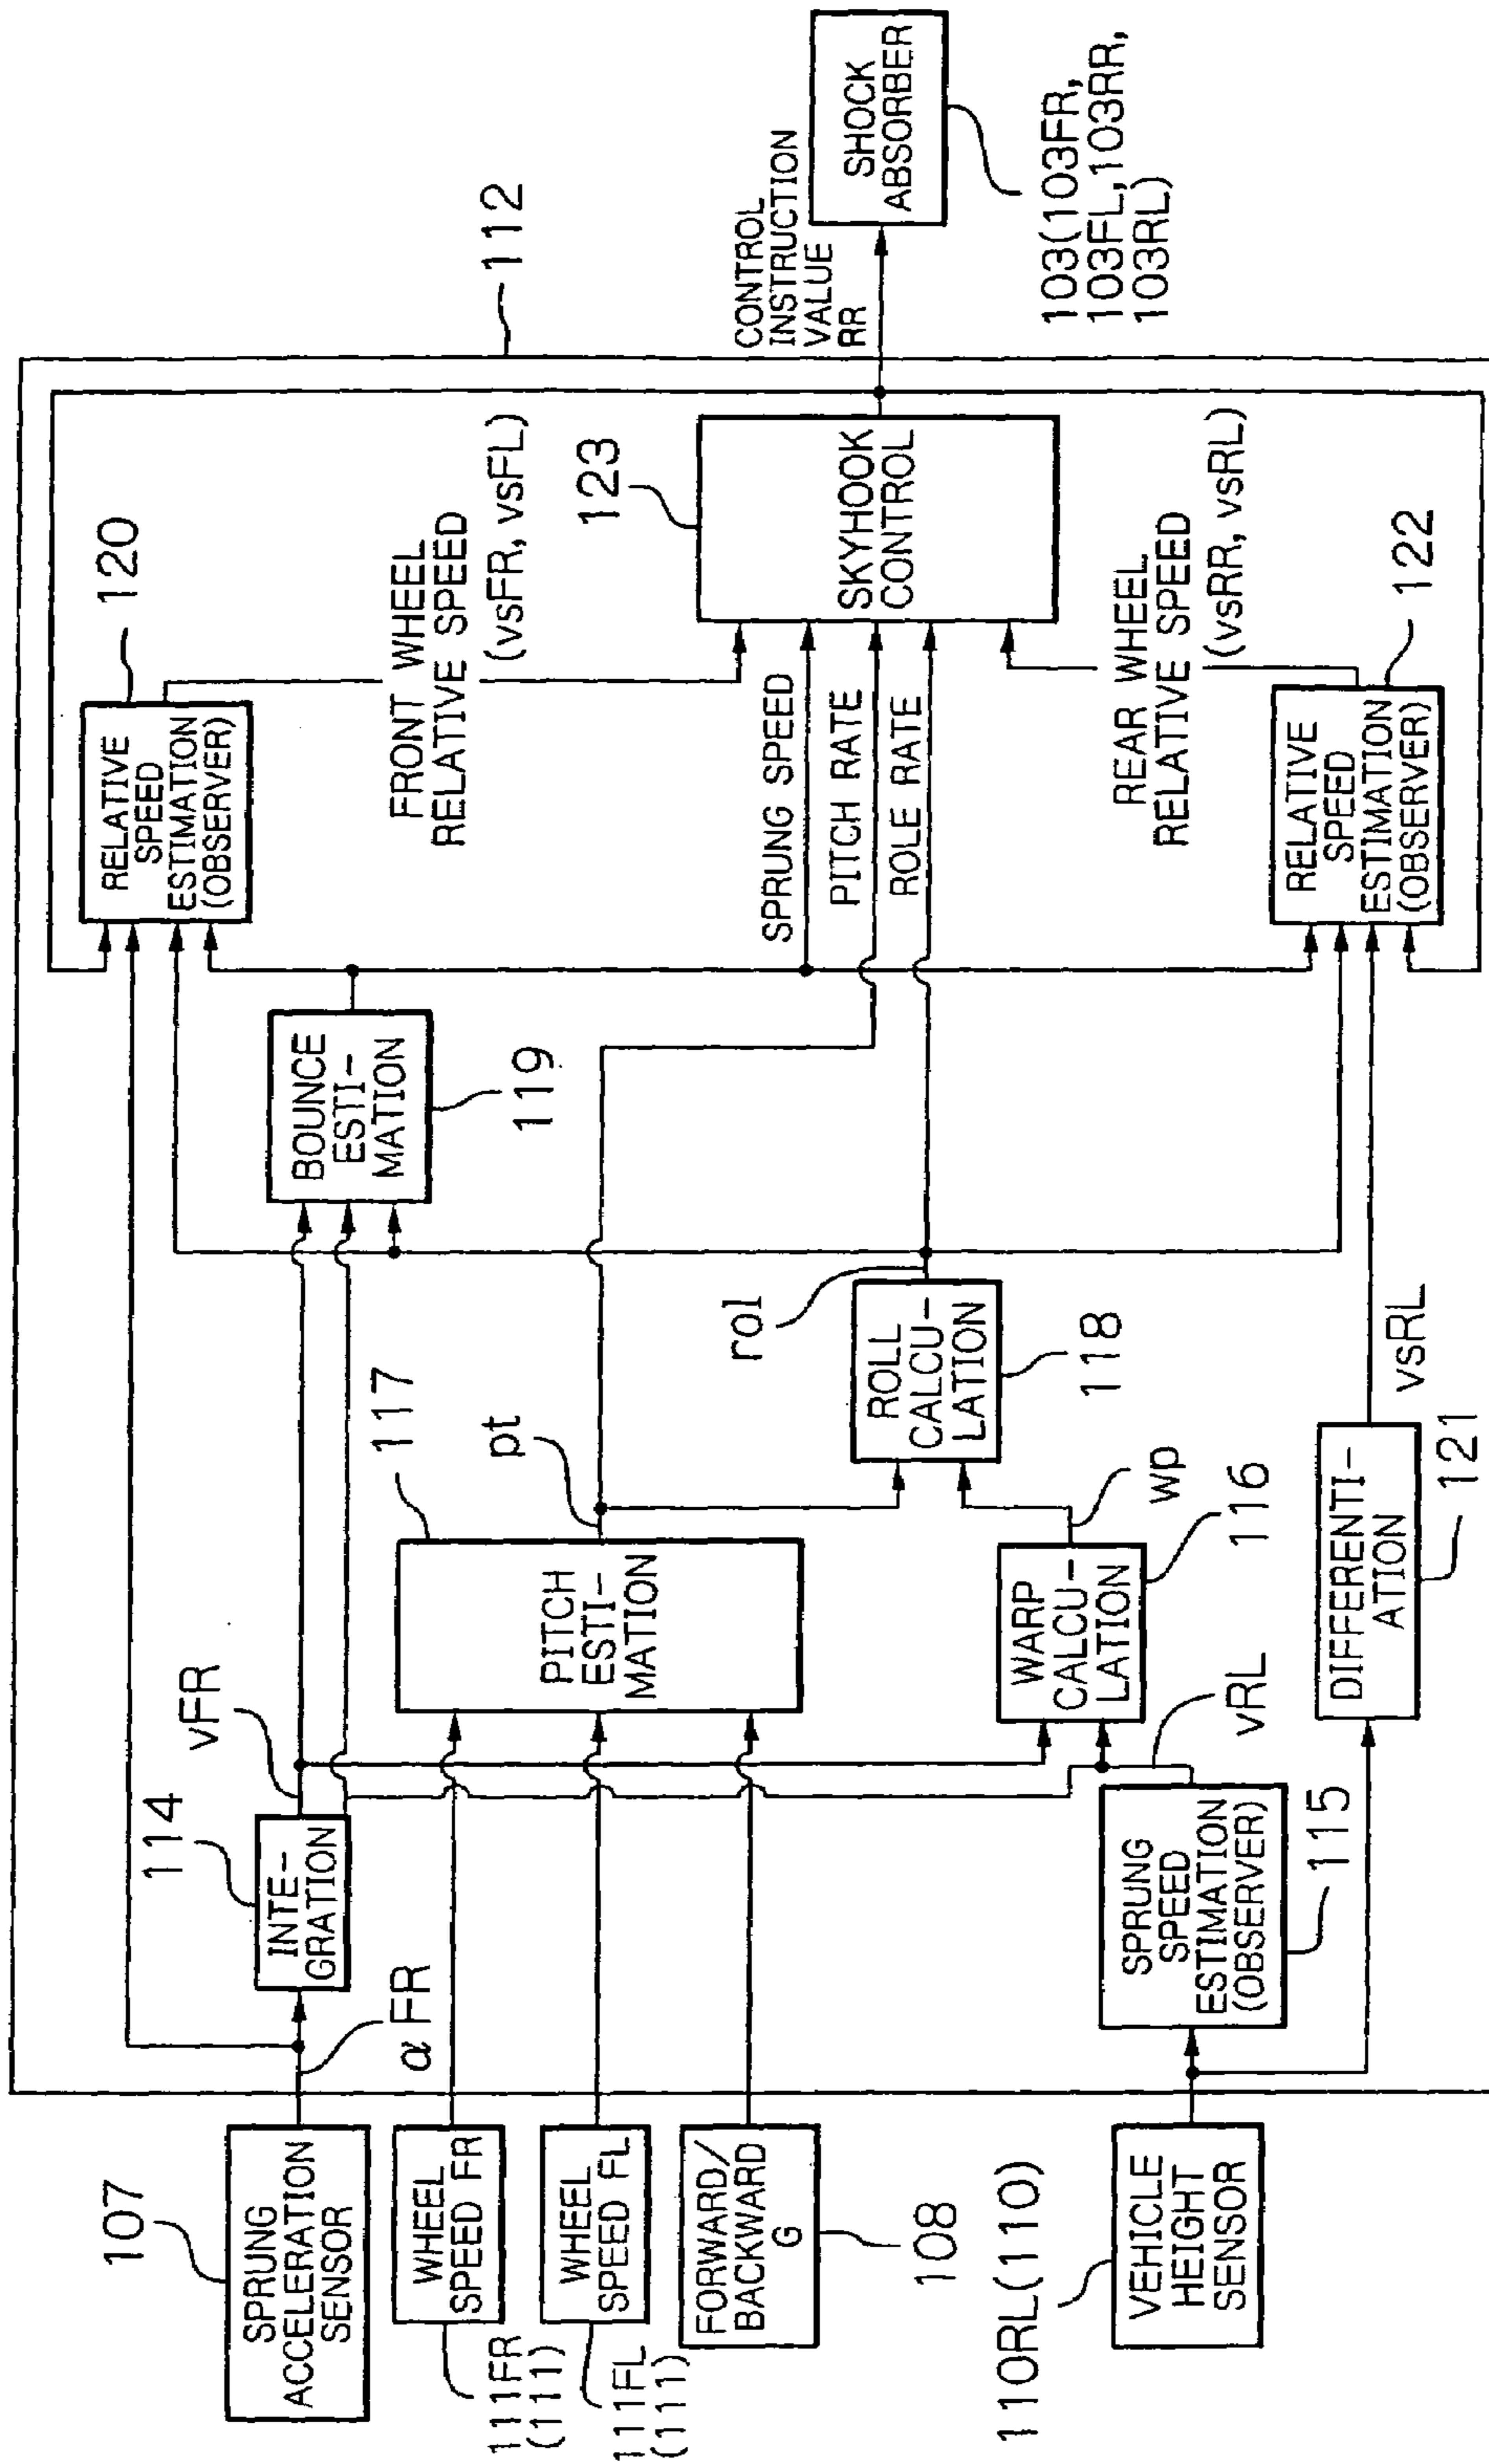 107
SPRUNG
ACCELERATION
SENSOR
WHEEL
SPEED FR
111FR
(111)
WHEEL
SPEED FL
111FL
(111)
FORWARD/
BACKWARD
G
108
110RL(110)
VEHICLE
HEIGHT
SENSOR
α FR
114
INTE-
GRATION
vFR
117
PITCH
ESTI-
MATION
pt
SPRUNG
SPEED
ESTIMATION
(OBSERVER)
115
vRL
WARP
CALCU-
LATION
116
wp
DIFFERENTI-
ATION
121
vsRL
rol
ROLL
CALCU-
LATION
118
BOUNCE
ESTI-
MATION
119
120
RELATIVE
SPEED
ESTIMATION
(OBSERVER)
FRONT WHEEL
RELATIVE SPEED
(vsFR, vsFL)
SPRUNG SPEED
PITCH RATE
ROLE RATE
REAR WHEEL
RELATIVE SPEED
(vsRR, vsRL)
RELATIVE
SPEED
ESTIMATION
(OBSERVER)
122
123
SKYHOOK
CONTROL
112
CONTROL
INSTRUCTION
VALUE
RR
SHOCK
ABSORBER
103(103FR,
103FL,103RR,
103RL)